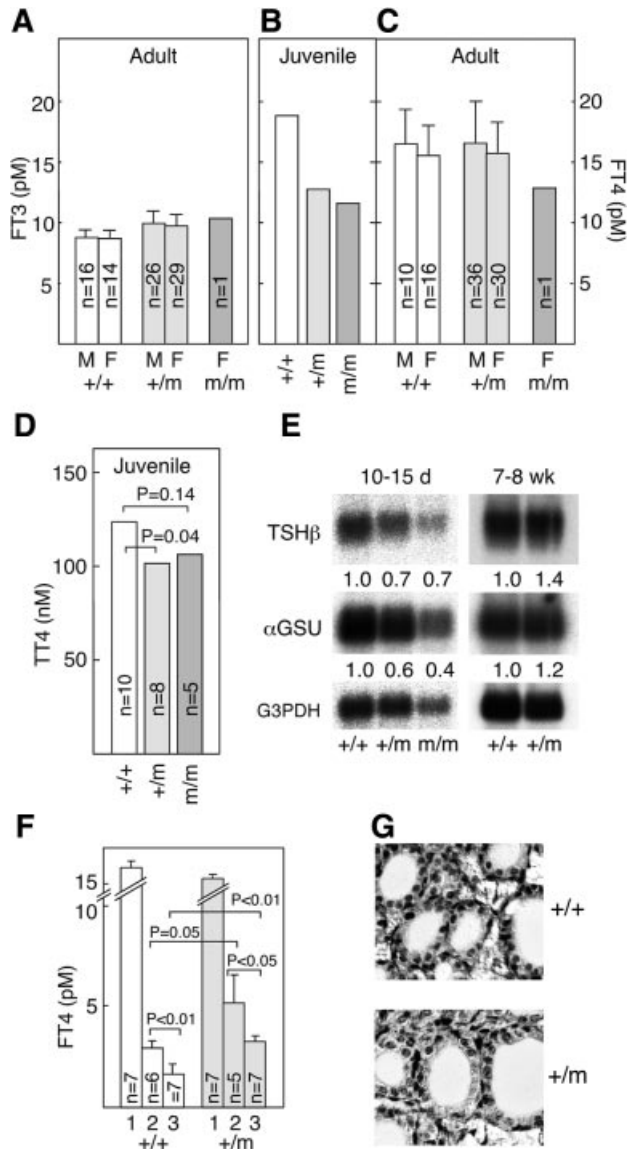 A
B
C
Adult
Juvenile
Adult
20
15
10
5
FT3 (pM)
n=16
n=14
n=26
n=29
n=1
n=10
n=16
n=36
n=30
n=1
20
15
10
5
FT4 (pM)
M F
M F
F
+/+
+/m
m/m
+/+
+/m
m/m
M F
M F
F
+/+
+/m
m/m
D
Juvenile
150
100
50
TT4 (nM)
P=0.14
P=0.04
n=10
n=8
n=5
+/+
+/m
m/m
E
10-15 d
7-8 wk
TSHβ
1.0 0.7 0.7
1.0 1.4
αGSU
1.0 0.6 0.4
1.0 1.2
G3PDH
+/+ +/m m/m
+/+ +/m
F
15
10
5
FT4 (pM)
P<0.01
P=0.05
P<0.05
P<0.01
n=7
n=6
=7
n=7
n=5
n=7
1 2 3
1 2 3
+/+
+/m
G
+/+
+/m